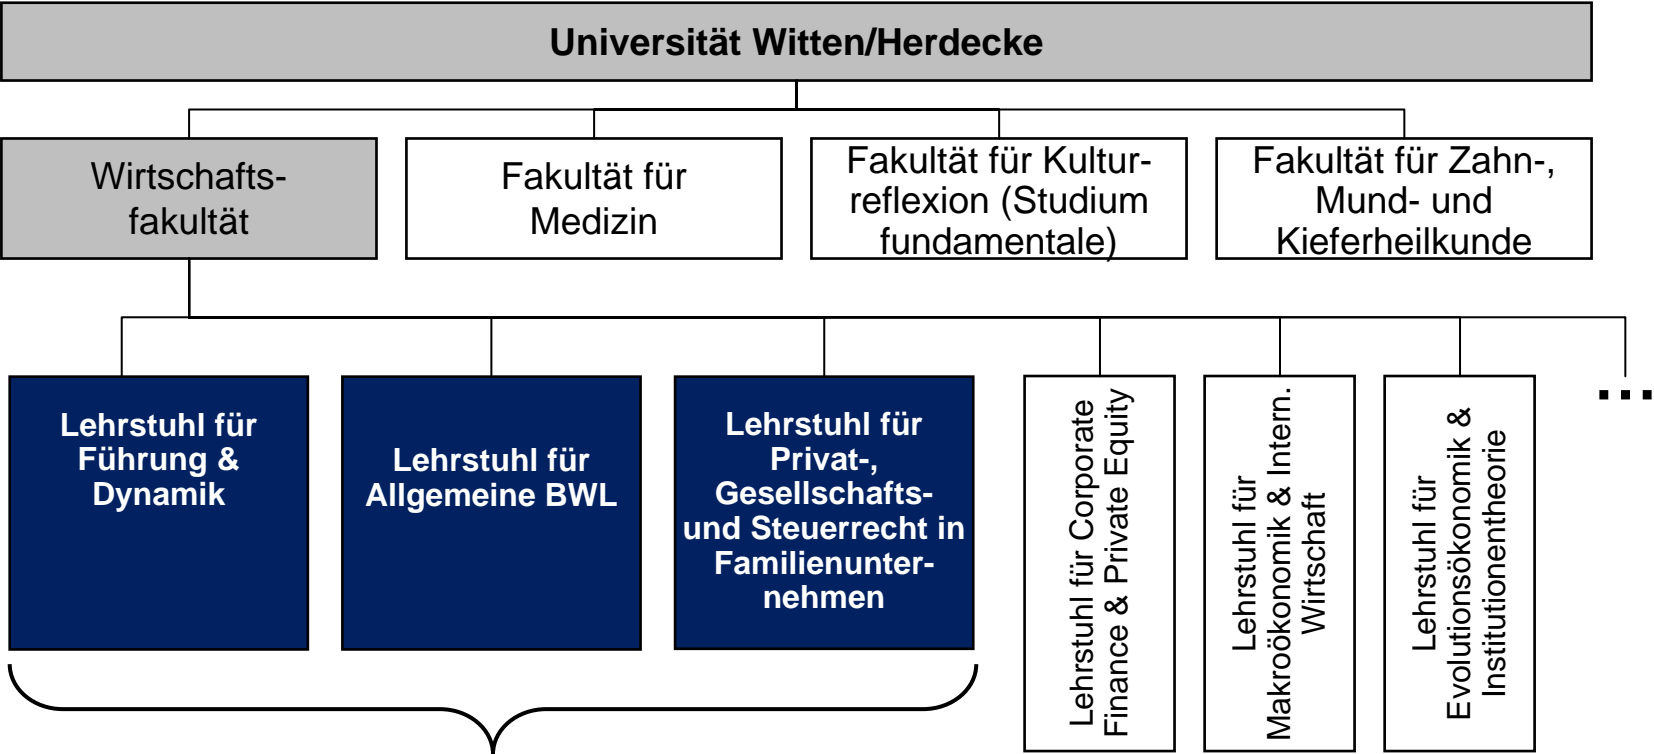 Universität Witten/Herdecke
Wirtschafts-
fakultät
Fakultät für
Medizin
Fakultät für Kultur-
reflexion (Studium
fundamentale)
Fakultät für Zahn-,
Mund- und
Kieferheilkunde
Lehrstuhl für
Führung &
Dynamik
Lehrstuhl für
Allgemeine BWL
Lehrstuhl für
Privat-,
Gesellschafts-
und Steuerrecht in
Familienunter-
nehmen
Lehrstuhl für Corporate
Finance & Private Equity
Lehrstuhl für
Makroökonomik & Intern.
Wirtschaft
Lehrstuhl für
Evolutionsökonomik &
Institutionentheorie
...